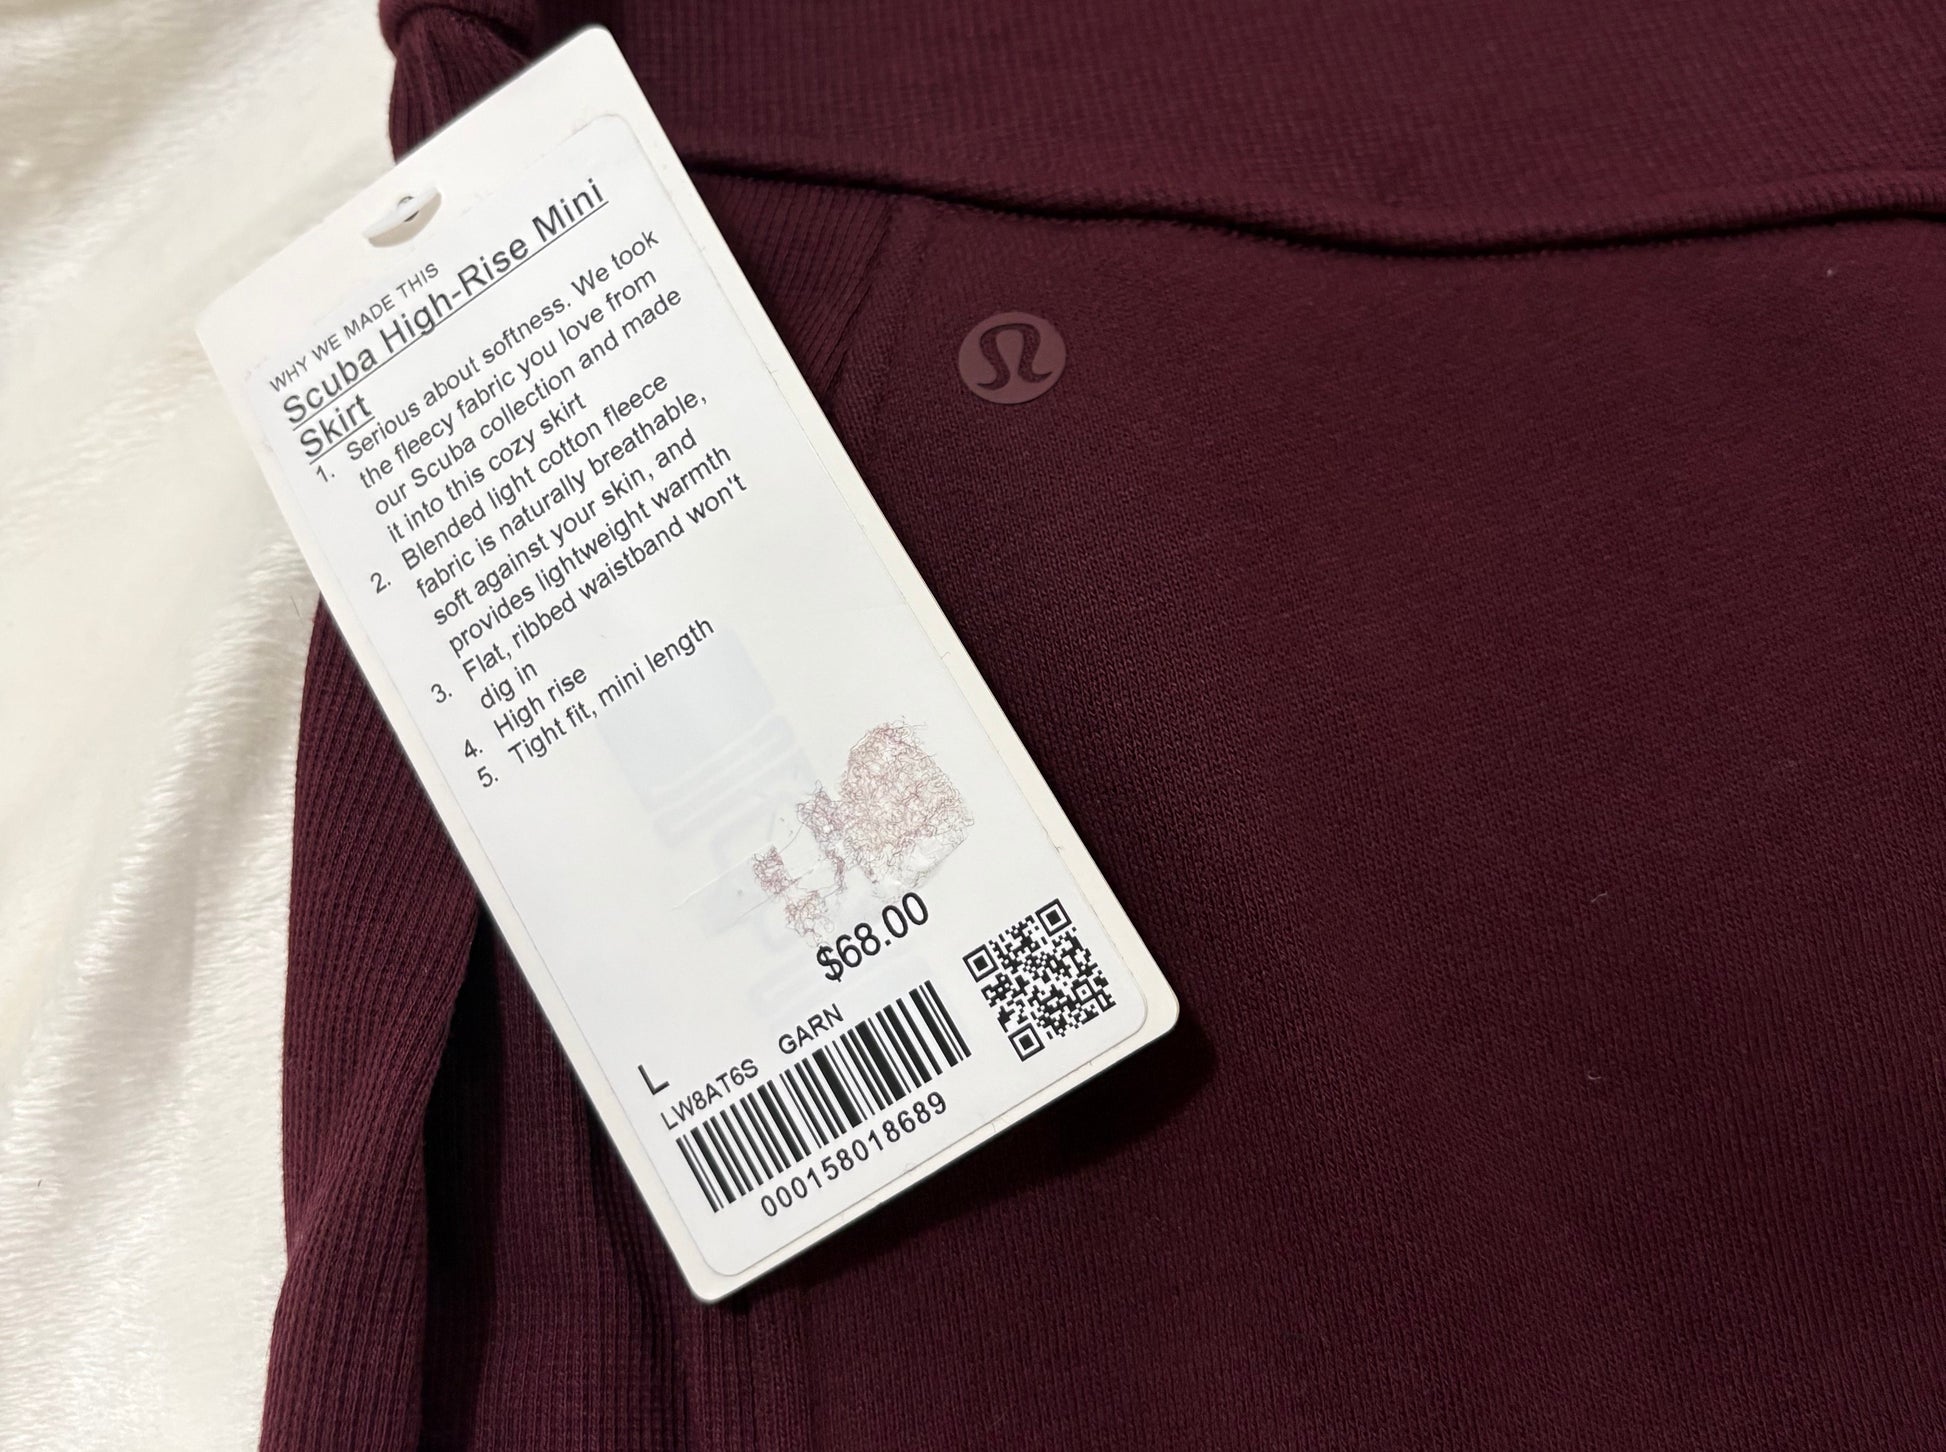 WHY WE MADE THIS
Scuba High-Rise Mini
Skirt
1. Serious about softness. We took
the fleecy fabric you love from
our Scuba collection and made
it into this cozy skirt
2. Blended light cotton fleece
fabric is naturally breathable,
soft against your skin, and
provides lightweight warmth
3. Flat, ribbed waistband won't
dig in
4. High rise
5. Tight fit, mini length
$68.00
L
LW8AT6S GARN
000158018689